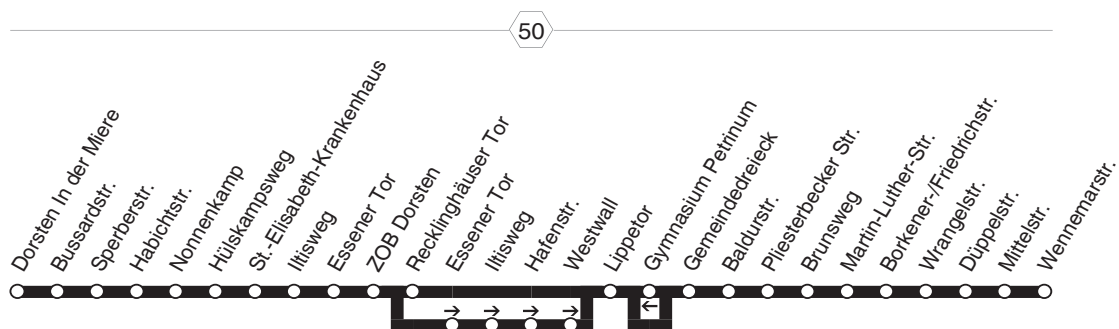 50
Dorsten In der Miere
Bussardstr.
Sperberstr.
Habichtstr.
Nonnenkamp
Hülskampsweg
St.-Elisabeth-Krankenhaus
Iltisweg
Essener Tor
ZOB Dorsten
Recklinghäuser Tor
Essener Tor
Iltisweg
Hafenstr.
Westwall
Lippetor
Gymnasium Petrinum
Gemeindedreieck
Baldurstr.
Pliesterbecker Str.
Brunsweg
Martin-Luther-Str.
Borkener-/Friedrichstr.
Wrangelstr.
Düppelstr.
Mittelstr.
Wennemarstr.